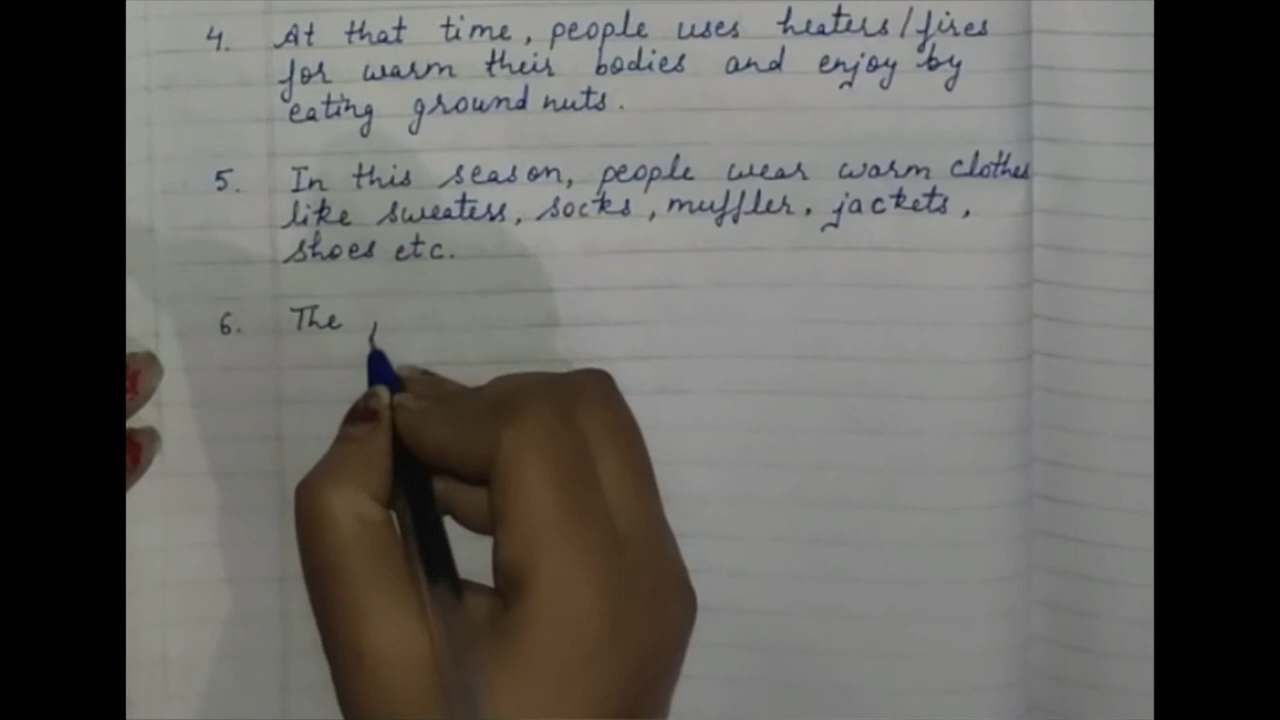 4. At that time, people uses heaters/fires
for warm their bodies and enjoy by
eating ground nuts.
5. In this season, people wear warm clothes
like sweaters, socks, muffler, jackets,
shoes etc.
6. The